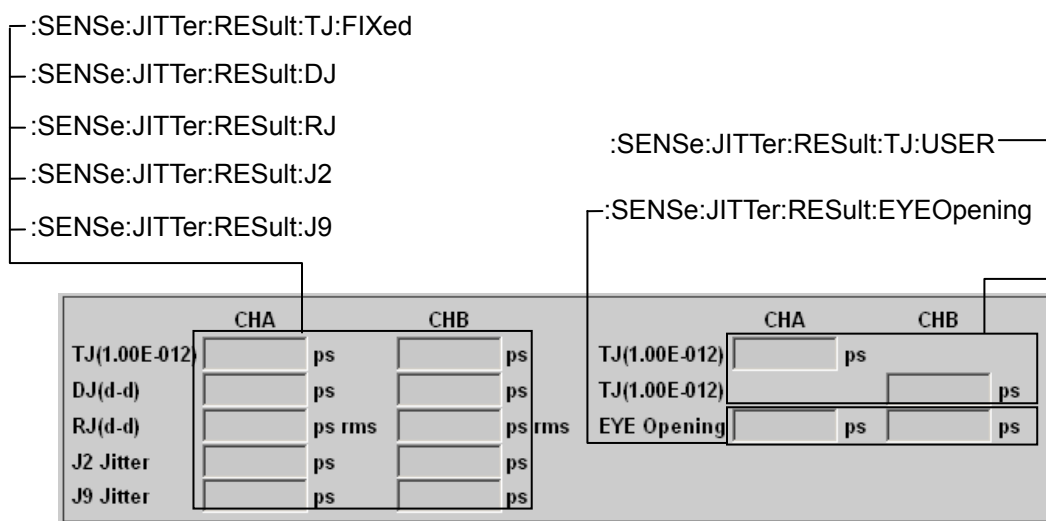 :SENSe:JITTer:RESult:TJ:FIXed
:SENSe:JITTer:RESult:DJ
:SENSe:JITTer:RESult:RJ
:SENSe:JITTer:RESult:J2
:SENSe:JITTer:RESult:J9
:SENSe:JITTer:RESult:TJ:USER
:SENSe:JITTer:RESult:EYEOpening
CHA CHB
TJ(1.00E-012) ps ps
DJ(d-d) ps ps
RJ(d-d) ps rms ps rms
J2 Jitter ps ps
J9 Jitter ps ps
CHA CHB
TJ(1.00E-012) ps
TJ(1.00E-012) ps
EYE Opening ps ps